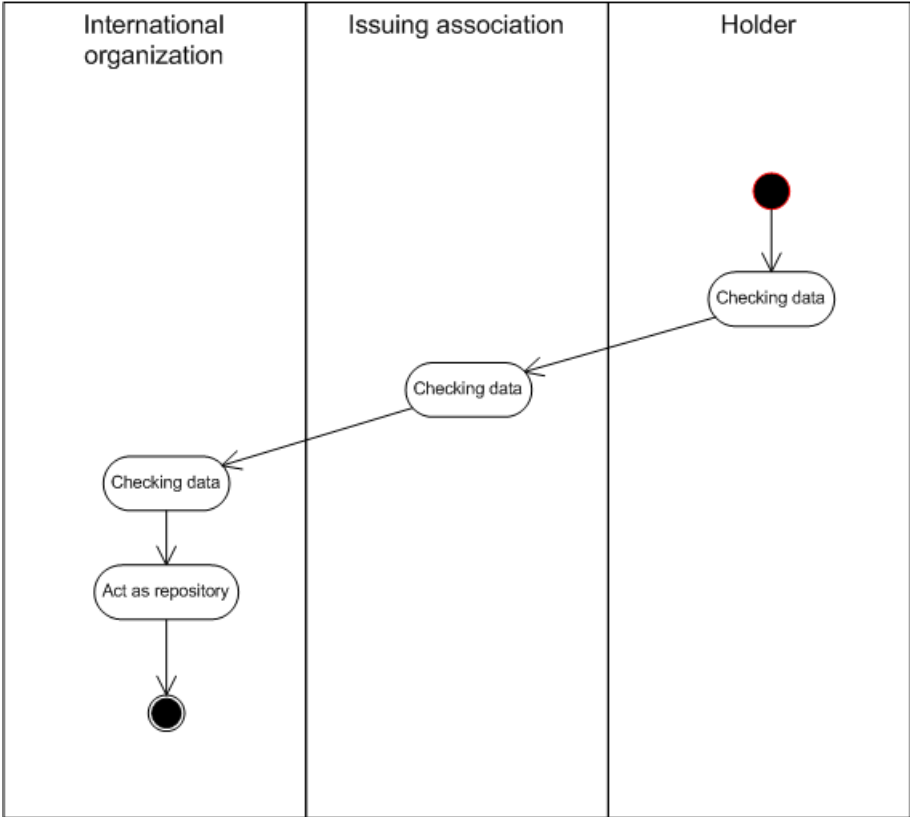 International
organization
Issuing association
Holder
Checking data
Checking data
Checking data
Act as repository